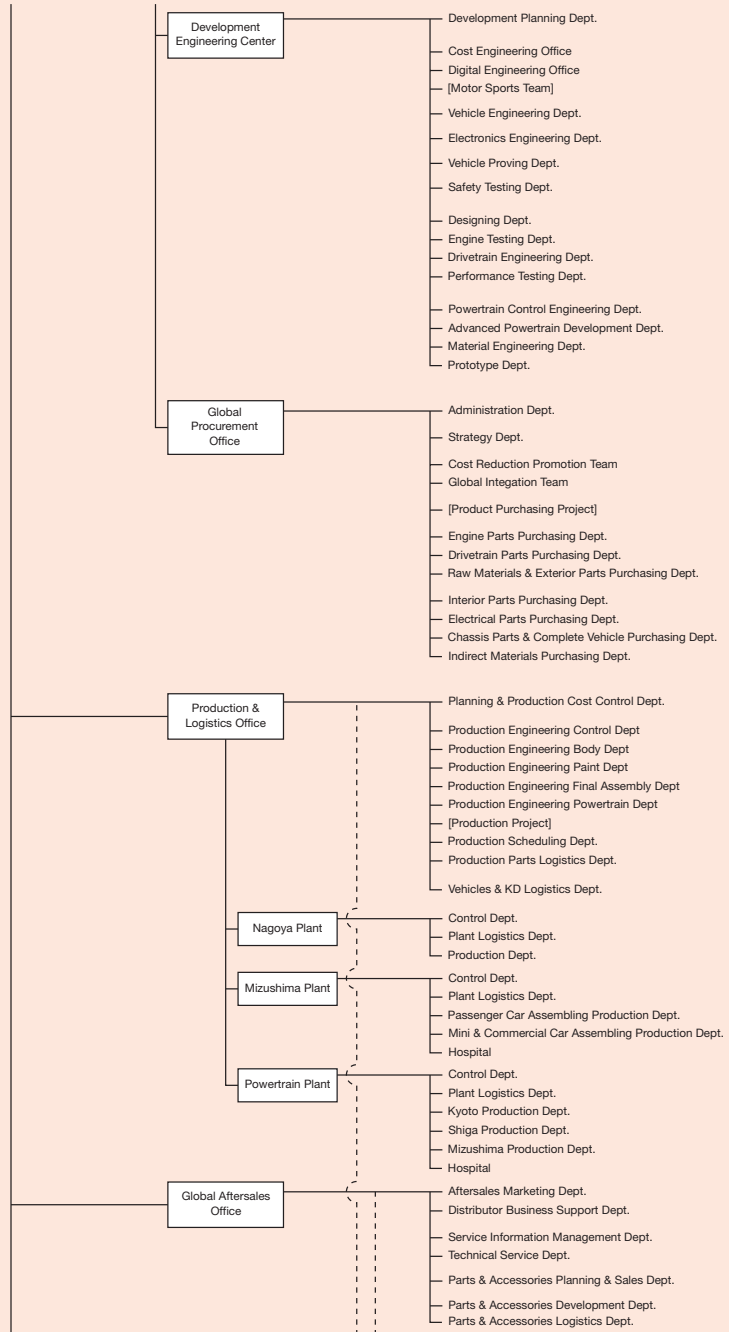 Development
Engineering Center
Development Planning Dept.
Cost Engineering Office
Digital Engineering Office
[Motor Sports Team]
Vehicle Engineering Dept.
Electronics Engineering Dept.
Vehicle Proving Dept.
Safety Testing Dept.
Designing Dept.
Engine Testing Dept.
Drivetrain Engineering Dept.
Performance Testing Dept.
Powertrain Control Engineering Dept.
Advanced Powertrain Development Dept.
Material Engineering Dept.
Prototype Dept.
Global
Procurement
Office
Administration Dept.
Strategy Dept.
Cost Reduction Promotion Team
Global Integation Team
[Product Purchasing Project]
Engine Parts Purchasing Dept.
Drivetrain Parts Purchasing Dept.
Raw Materials & Exterior Parts Purchasing Dept.
Interior Parts Purchasing Dept.
Electrical Parts Purchasing Dept.
Chassis Parts & Complete Vehicle Purchasing Dept.
Indirect Materials Purchasing Dept.
Production &
Logistics Office
Planning & Production Cost Control Dept.
Production Engineering Control Dept
Production Engineering Body Dept
Production Engineering Paint Dept
Production Engineering Final Assembly Dept
Production Engineering Powertrain Dept
[Production Project]
Production Scheduling Dept.
Production Parts Logistics Dept.
Vehicles & KD Logistics Dept.
Nagoya Plant
Control Dept.
Plant Logistics Dept.
Production Dept.
Mizushima Plant
Control Dept.
Plant Logistics Dept.
Passenger Car Assembling Production Dept.
Mini & Commercial Car Assembling Production Dept.
Hospital
Powertrain Plant
Control Dept.
Plant Logistics Dept.
Kyoto Production Dept.
Shiga Production Dept.
Mizushima Production Dept.
Hospital
Global Aftersales
Office
Aftersales Marketing Dept.
Distributor Business Support Dept.
Service Information Management Dept.
Technical Service Dept.
Parts & Accessories Planning & Sales Dept.
Parts & Accessories Development Dept.
Parts & Accessories Logistics Dept.